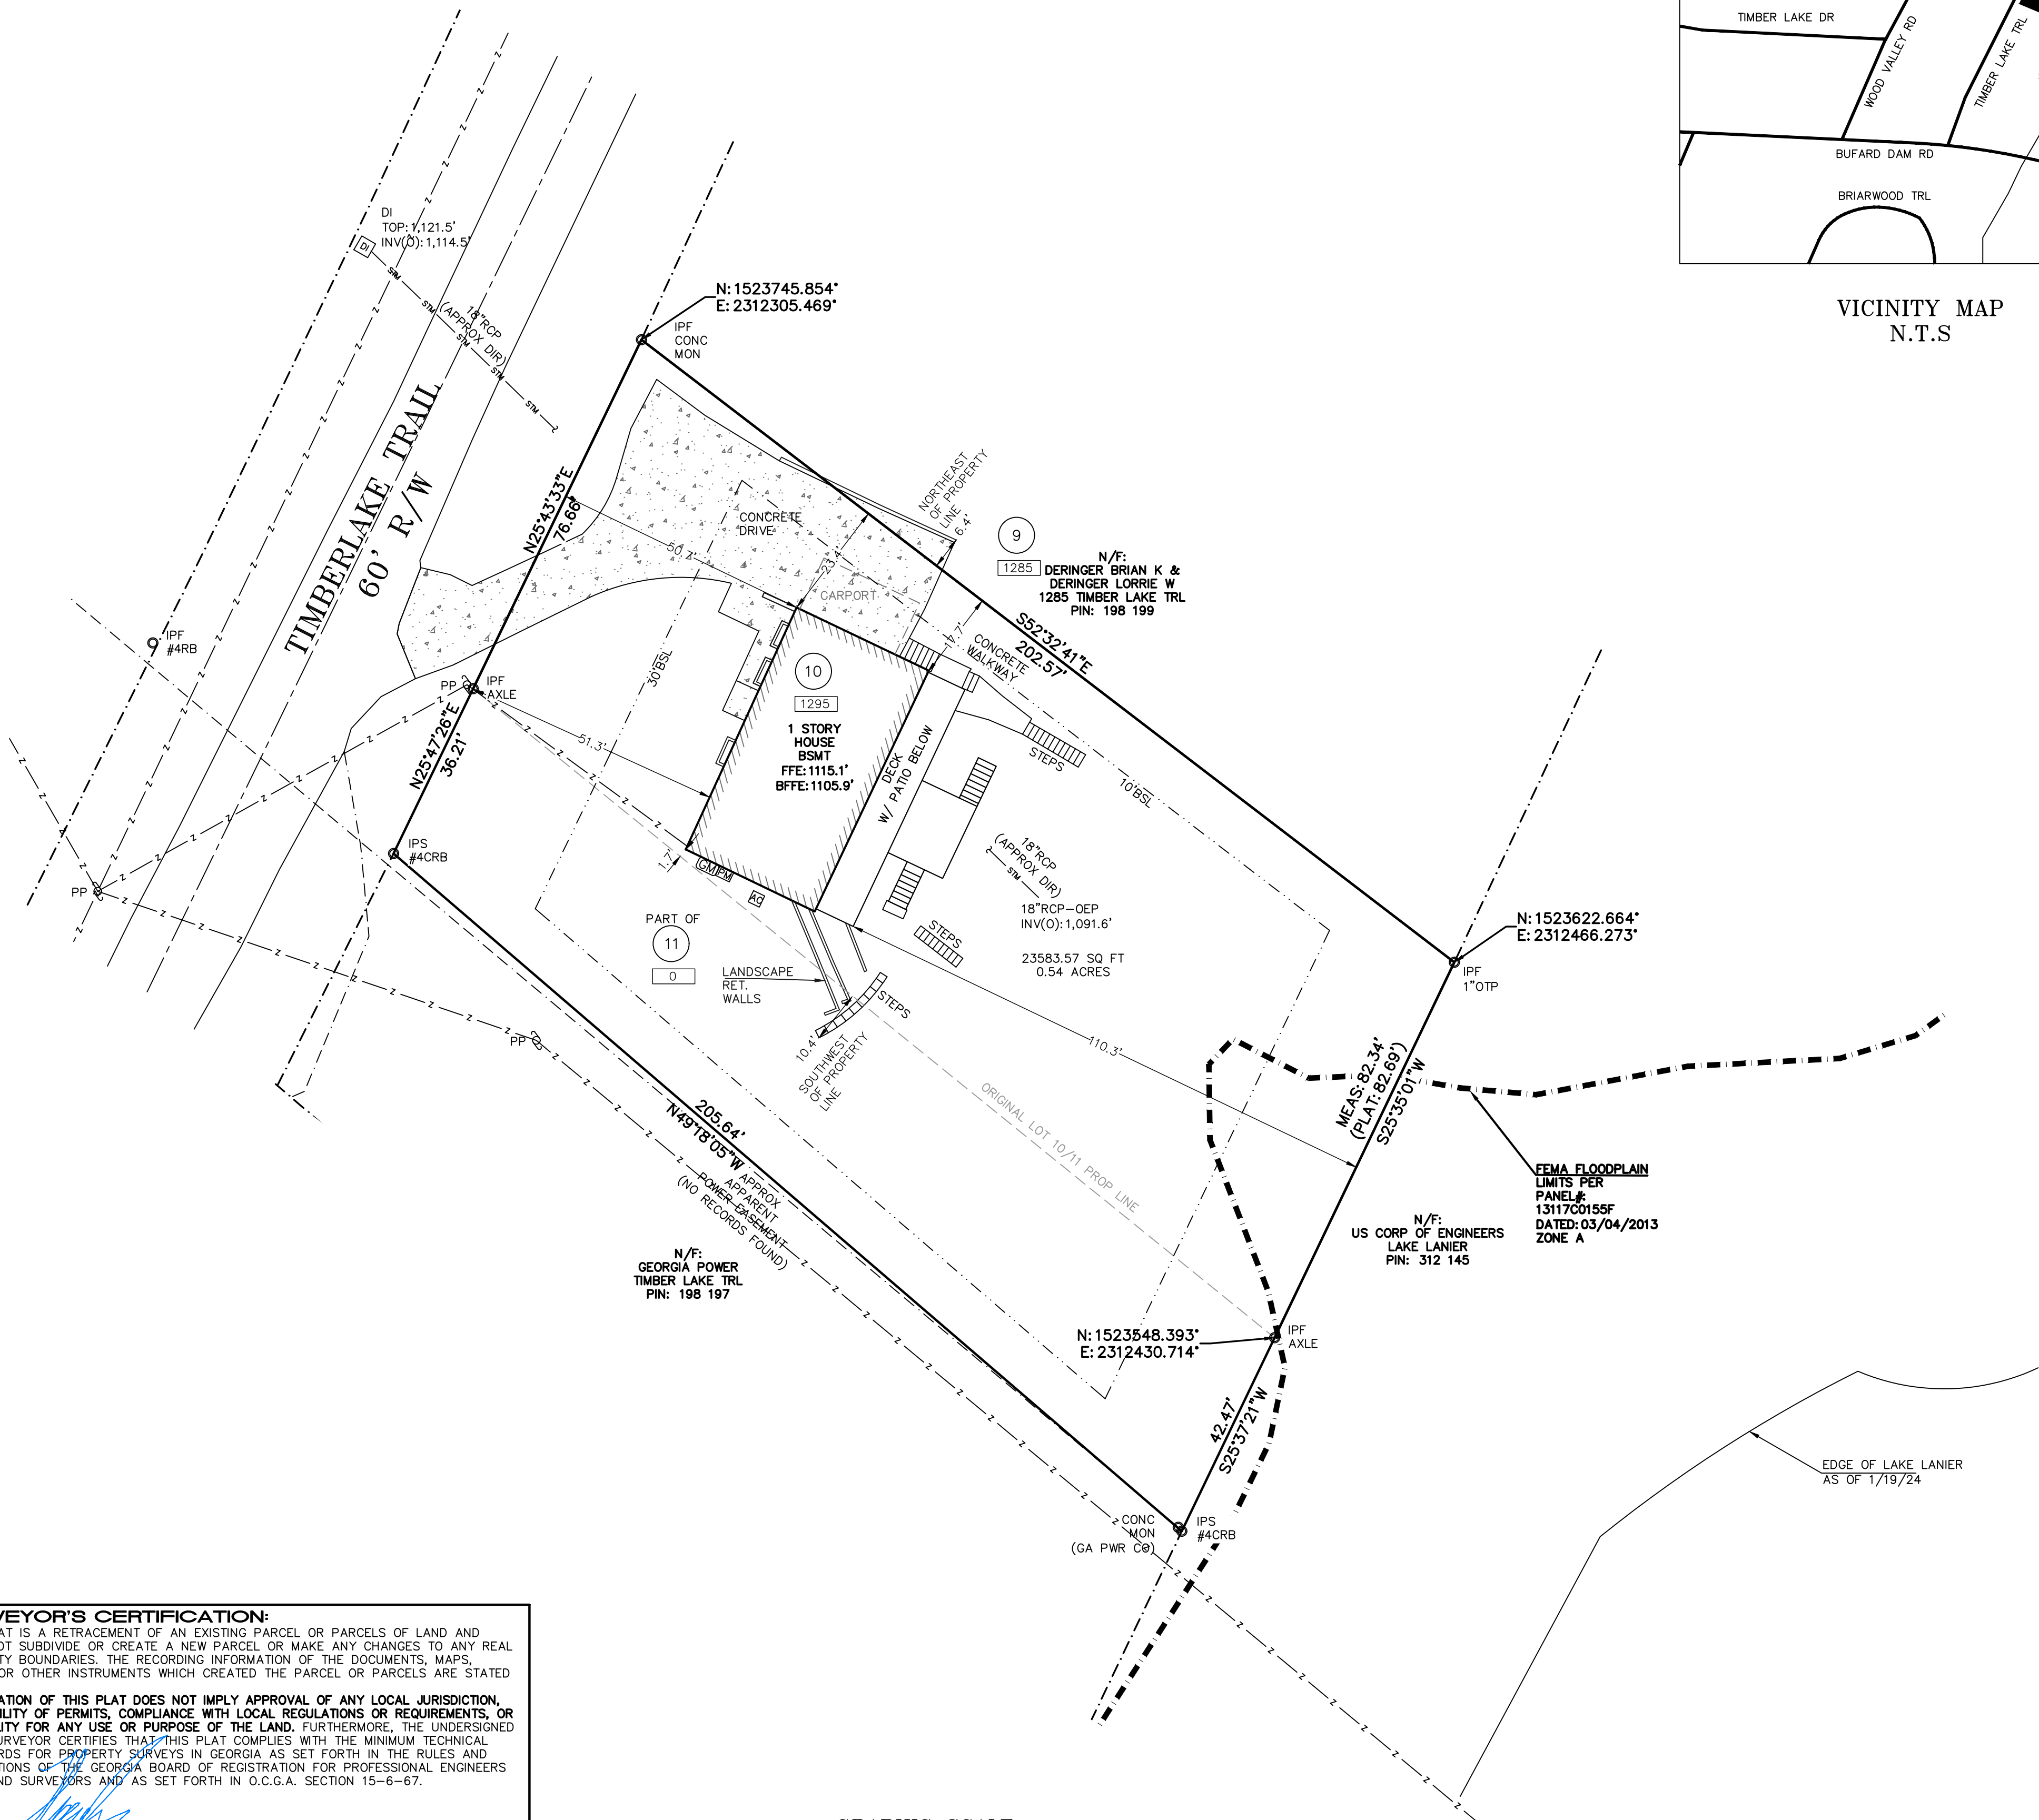 TIMBER LAKE DR
WOOD VALLEY RD
TIMBER LAKE TRL
BUFARD DAM RD
BRIARWOOD TRL
VICINITY MAP
N.T.S
DI
TOP:1,121.5'
INV(O):1,114.5'
DI
STM
STM
STM
STM
STM
18"RCP
(APPROX DIR)
N:1523745.854'
E:2312305.469'
IPF
CONC
MON
TIMBERLAKE TRAIL
60' R/W
N25°43'33"E
76.66'
CONCRETE
DRIVE
NORTHEAST
OF PROPERTY
LINE
6.4'
50.7'
23.4'
CARPORT
9
1285
N/F:
DERINGER BRIAN K &
DERINGER LORRIE W
1285 TIMBER LAKE TRL
PIN: 198 199
S52°32'41"E
202.57'
17.7'
CONCRETE
WALKWAY
IPF
#4RB
30'BSL
PP
IPF
AXLE
N25°47'26"E
36.21'
51.3'
10
1295
1 STORY
HOUSE
BSMT
FFE:1115.1'
BFFE:1105.9'
DECK
W/ PATIO BELOW
STEPS
10'BSL
IPS
#4CRB
PP
1.7'
GM
PM
AC
18"RCP
(APPROX DIR)
STM
18"RCP-OEP
INV(O):1,091.6'
23583.57 SQ FT
0.54 ACRES
STEPS
PART OF
11
0
LANDSCAPE
RET.
WALLS
STEPS
10.4'
SOUTHWEST
OF PROPERTY
LINE
PP
N:1523622.664'
E:2312466.273'
IPF
1"OTP
110.3'
MEAS:82.34'
(PLAT:82.69')
S25°35'01"W
ORIGINAL LOT 10/11 PROP LINE
205.64'
N49°18'05"W
APPROX
APPARENT
POWER EASEMENT
(NO RECORDS FOUND)
FEMA FLOODPLAIN
LIMITS PER
PANEL#:
13117C0155F
DATED:03/04/2013
ZONE A
N/F:
US CORP OF ENGINEERS
LAKE LANIER
PIN: 312 145
N/F:
GEORGIA POWER
TIMBER LAKE TRL
PIN: 198 197
N:1523548.393'
E:2312430.714'
IPF
AXLE
42.47'
S25°37'21"W
EDGE OF LAKE LANIER
AS OF 1/19/24
CONC
MON
(GA PWR CO)
IPS
#4CRB
VEYOR'S CERTIFICATION:
AT IS A RETRACEMENT OF AN EXISTING PARCEL OR PARCELS OF LAND AND
OT SUBDIVIDE OR CREATE A NEW PARCEL OR MAKE ANY CHANGES TO ANY REAL
TY BOUNDARIES. THE RECORDING INFORMATION OF THE DOCUMENTS, MAPS,
OR OTHER INSTRUMENTS WHICH CREATED THE PARCEL OR PARCELS ARE STATED
ATION OF THIS PLAT DOES NOT IMPLY APPROVAL OF ANY LOCAL JURISDICTION,
ILITY OF PERMITS, COMPLIANCE WITH LOCAL REGULATIONS OR REQUIREMENTS, OR
LITY FOR ANY USE OR PURPOSE OF THE LAND. FURTHERMORE, THE UNDERSIGNED
URVEYOR CERTIFIES THAT THIS PLAT COMPLIES WITH THE MINIMUM TECHNICAL
RDS FOR PROPERTY SURVEYS IN GEORGIA AS SET FORTH IN THE RULES AND
TIONS OF THE GEORGIA BOARD OF REGISTRATION FOR PROFESSIONAL ENGINEERS
ND SURVEYORS AND AS SET FORTH IN O.C.G.A. SECTION 15-6-67.